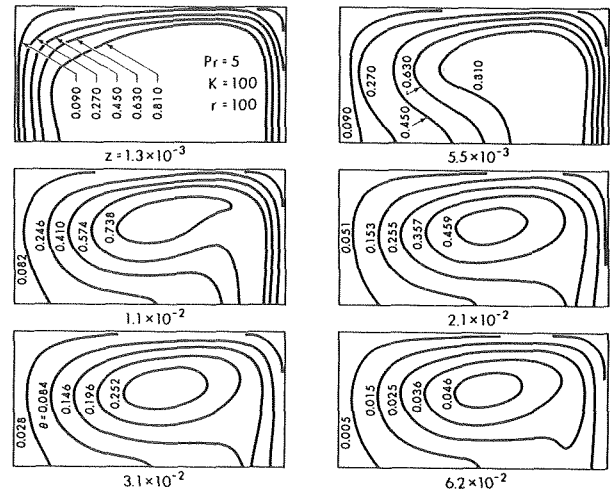 Pr = 5
K = 100
r = 100
0.090
0.270
0.450
0.630
0.810
z = 1.3 × 10⁻³
0.090
0.270
0.450
0.630
0.810
5.5 × 10⁻³
0.082
0.246
0.410
0.574
0.738
1.1 × 10⁻²
0.051
0.153
0.255
0.357
0.459
2.1 × 10⁻²
0.028
θ = 0.084
0.146
0.196
0.252
3.1 × 10⁻²
0.005
0.015
0.025
0.036
0.046
6.2 × 10⁻²